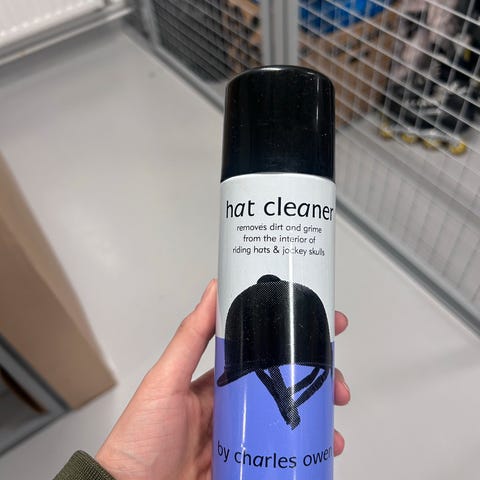 hat cleaner
removes dirt and grime
from the interior of
riding hats & jockey skulls
by charles owen